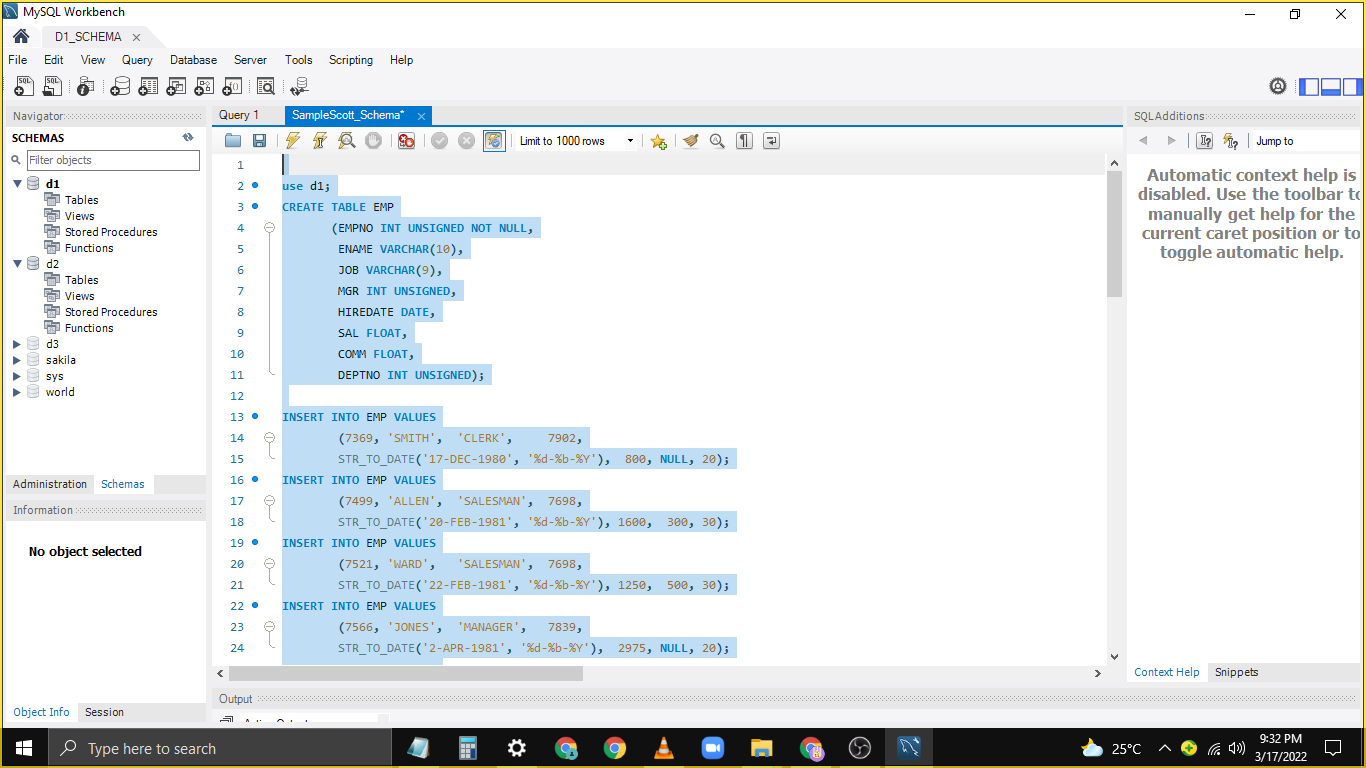 MySQL Workbench
D1_SCHEMA
File Edit View Query Database Server Tools Scripting Help
Navigator
SCHEMAS
Filter objects
d1
Tables
Views
Stored Procedures
Functions
d2
Tables
Views
Stored Procedures
Functions
d3
sakila
sys
world
Administration Schemas
Information
No object selected
Object Info Session
Query 1 SampleScott_Schema*
Limit to 1000 rows
1
2 use d1;
3 CREATE TABLE EMP
4 (EMPNO INT UNSIGNED NOT NULL,
5 ENAME VARCHAR(10),
6 JOB VARCHAR(9),
7 MGR INT UNSIGNED,
8 HIREDATE DATE,
9 SAL FLOAT,
10 COMM FLOAT,
11 DEPTNO INT UNSIGNED);
12
13 INSERT INTO EMP VALUES
14 (7369, 'SMITH', 'CLERK', 7902,
15 STR_TO_DATE('17-DEC-1980', '%d-%b-%Y'), 800, NULL, 20);
16 INSERT INTO EMP VALUES
17 (7499, 'ALLEN', 'SALESMAN', 7698,
18 STR_TO_DATE('20-FEB-1981', '%d-%b-%Y'), 1600, 300, 30);
19 INSERT INTO EMP VALUES
20 (7521, 'WARD', 'SALESMAN', 7698,
21 STR_TO_DATE('22-FEB-1981', '%d-%b-%Y'), 1250, 500, 30);
22 INSERT INTO EMP VALUES
23 (7566, 'JONES', 'MANAGER', 7839,
24 STR_TO_DATE('2-APR-1981', '%d-%b-%Y'), 2975, NULL, 20);
Output
SQLAdditions
Jump to
Automatic context help is
disabled. Use the toolbar to
manually get help for the
current caret position or to
toggle automatic help.
Context Help Snippets
Type here to search
25°C
9:32 PM
3/17/2022